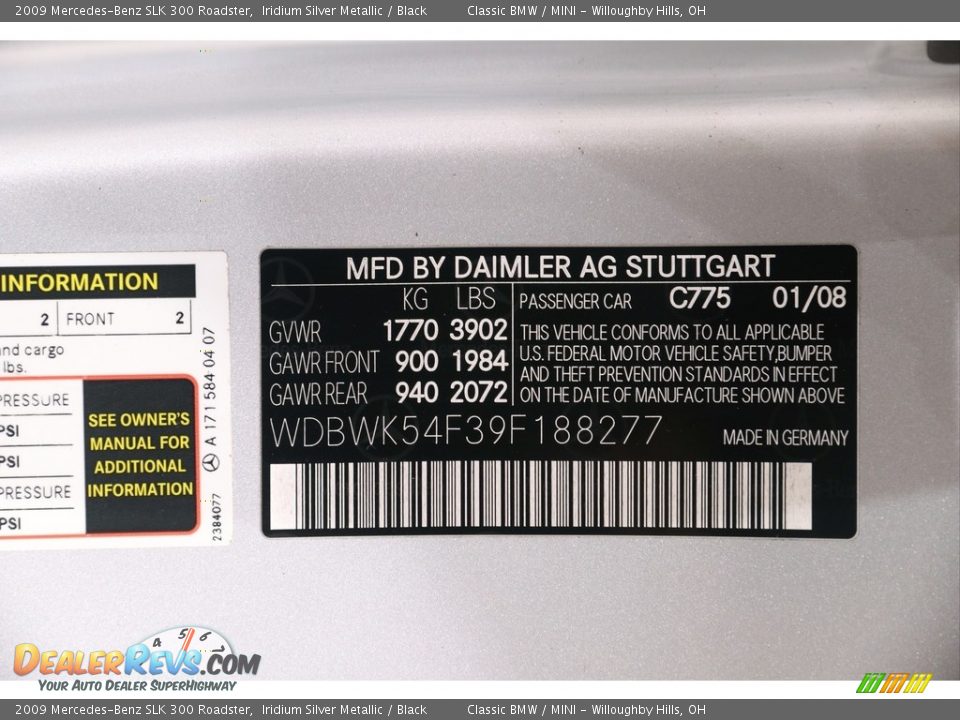 2009 Mercedes-Benz SLK 300 Roadster, Iridium Silver Metallic / Black Classic BMW / MINI - Willoughby Hills, OH
INFORMATION
2 FRONT 2
and cargo
lbs.
PRESSURE
PSI
PSI
PRESSURE
PSI
SEE OWNER'S
MANUAL FOR
ADDITIONAL
INFORMATION
A 171 584 04 07
2384077
MFD BY DAIMLER AG STUTTGART
KG LBS
GVWR 1770 3902
GAWR FRONT 900 1984
GAWR REAR 940 2072
PASSENGER CAR C775 01/08
THIS VEHICLE CONFORMS TO ALL APPLICABLE
U.S. FEDERAL MOTOR VEHICLE SAFETY,BUMPER
AND THEFT PREVENTION STANDARDS IN EFFECT
ON THE DATE OF MANUFACTURE SHOWN ABOVE
WDBWK54F39F188277
MADE IN GERMANY
4 5 6 7
DEALERREVS.COM
YOUR AUTO DEALER SUPERHIGHWAY
2009 Mercedes-Benz SLK 300 Roadster, Iridium Silver Metallic / Black Classic BMW / MINI - Willoughby Hills, OH